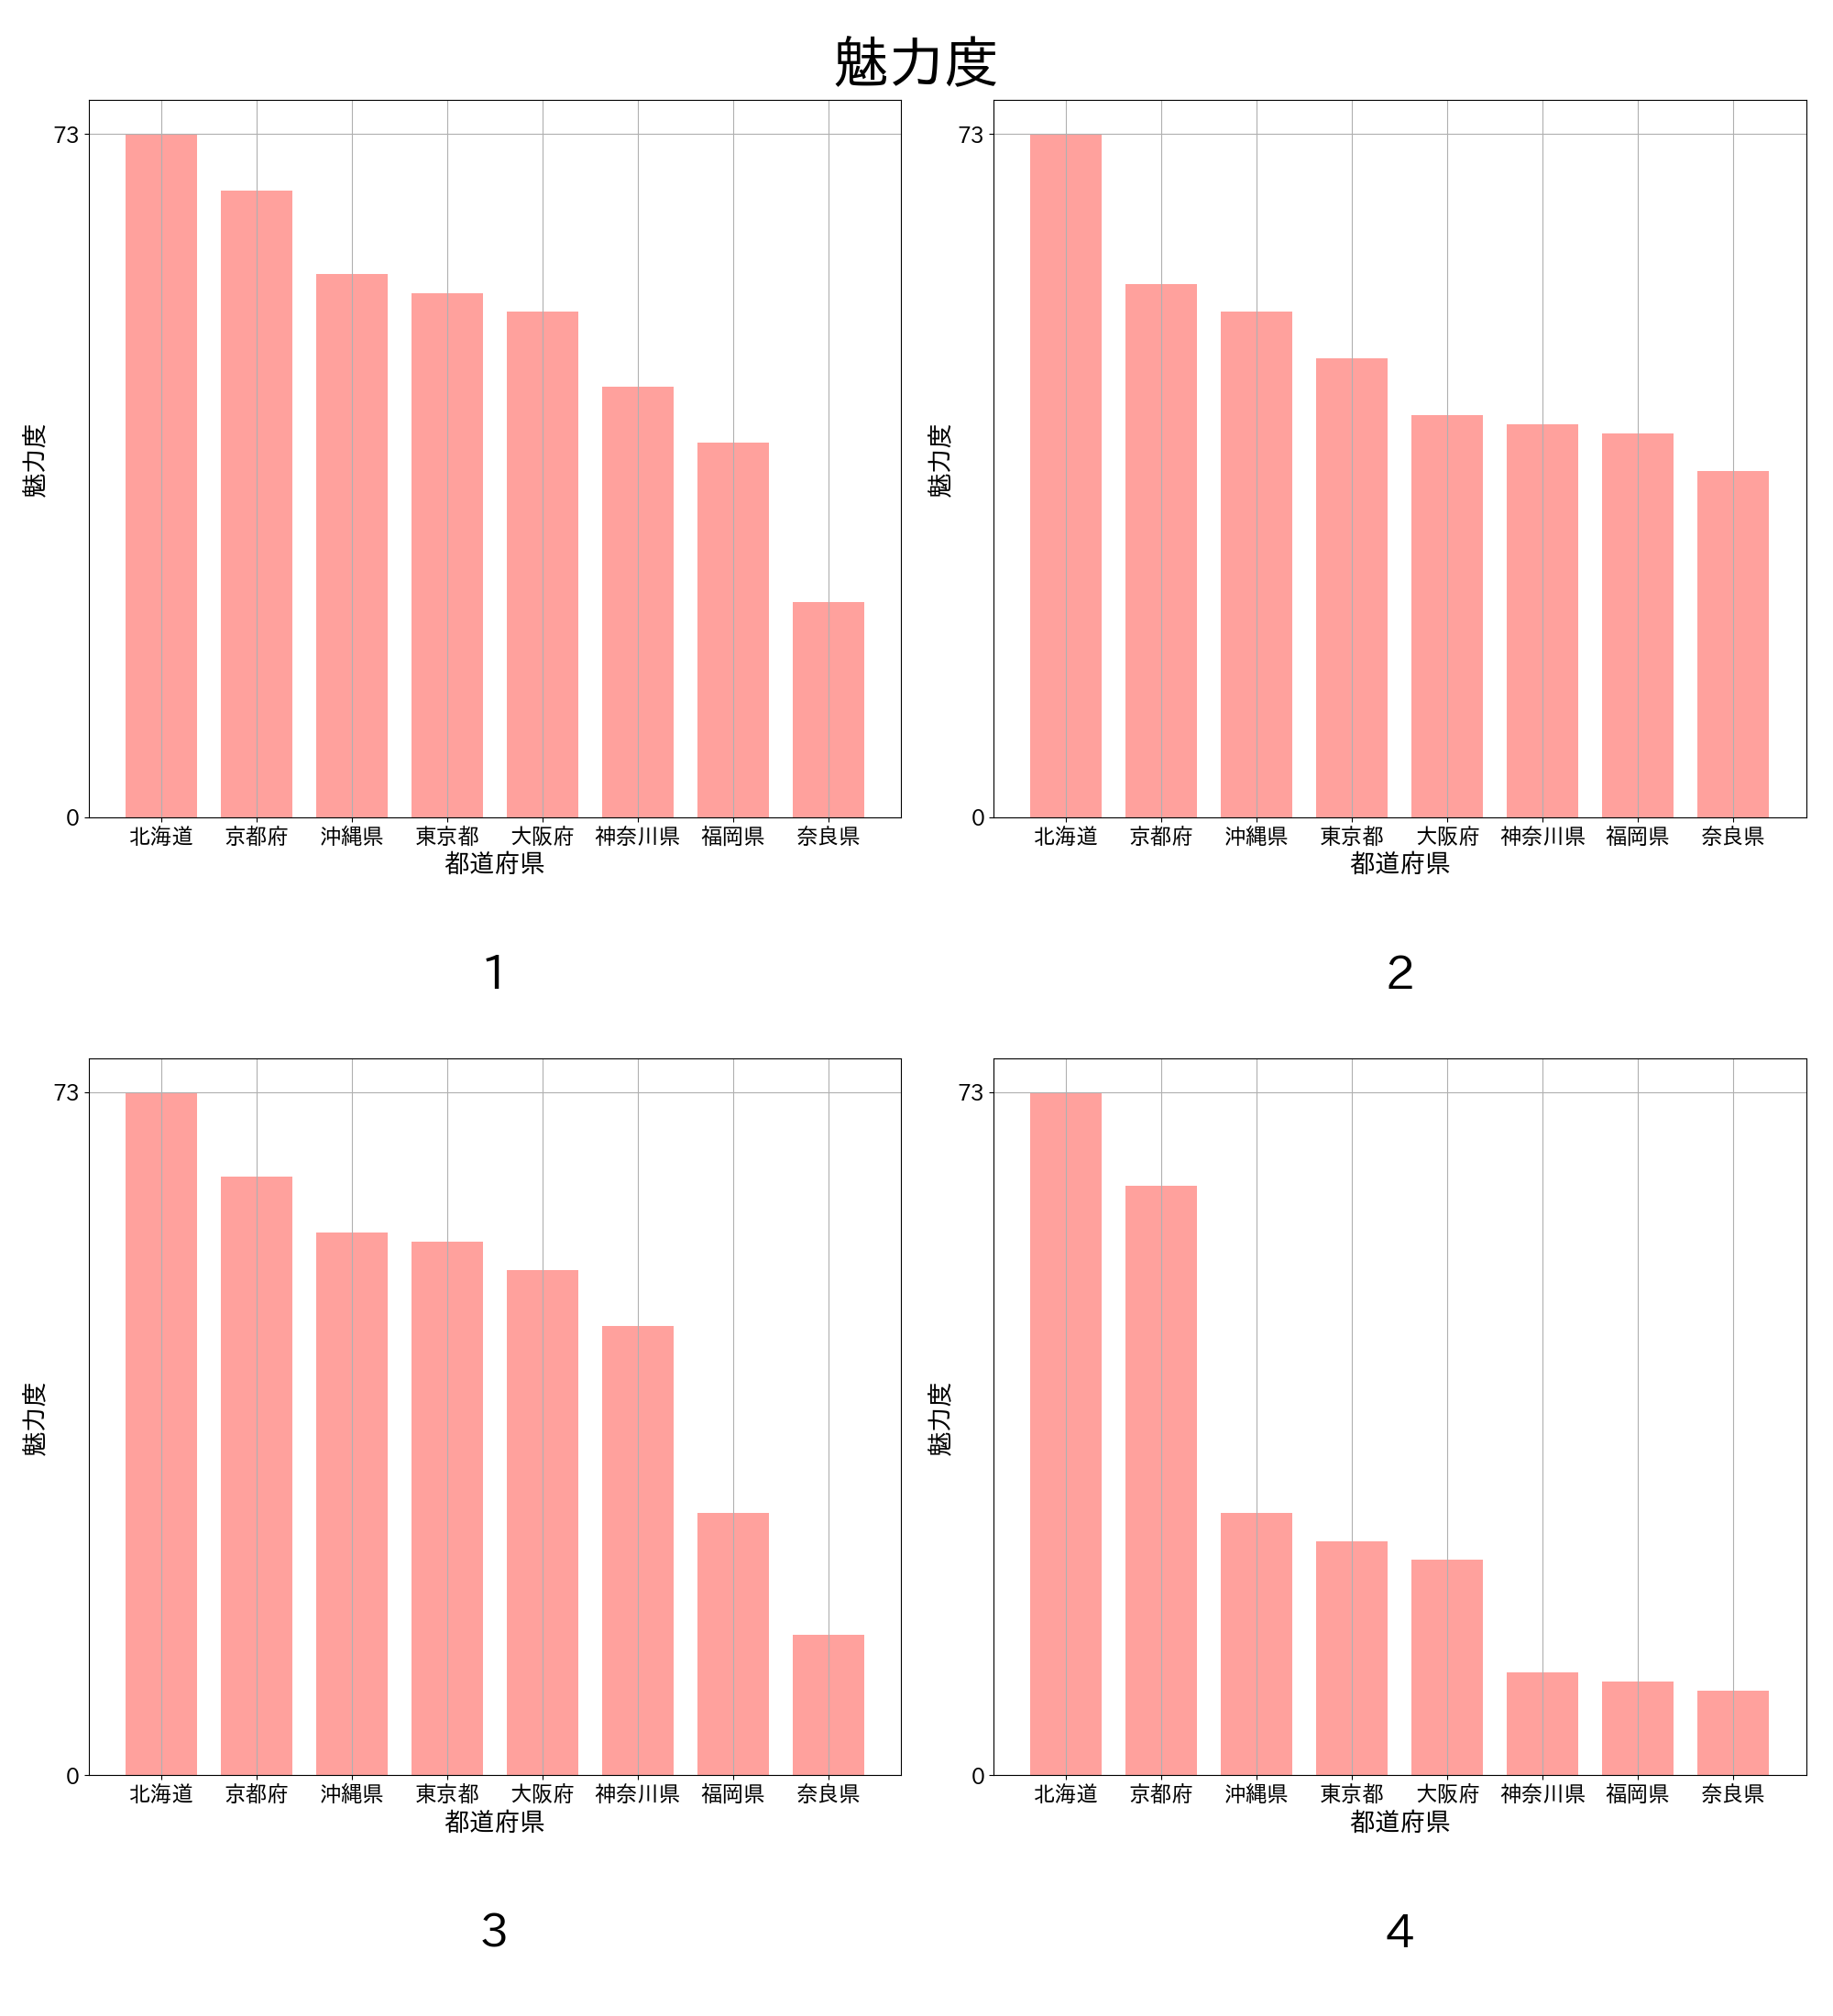 魅力度
73
0
魅力度
北海道 京都府 沖縄県 東京都 大阪府 神奈川県 福岡県 奈良県
都道府県
1
73
0
魅力度
北海道 京都府 沖縄県 東京都 大阪府 神奈川県 福岡県 奈良県
都道府県
2
73
0
魅力度
北海道 京都府 沖縄県 東京都 大阪府 神奈川県 福岡県 奈良県
都道府県
3
73
0
魅力度
北海道 京都府 沖縄県 東京都 大阪府 神奈川県 福岡県 奈良県
都道府県
4